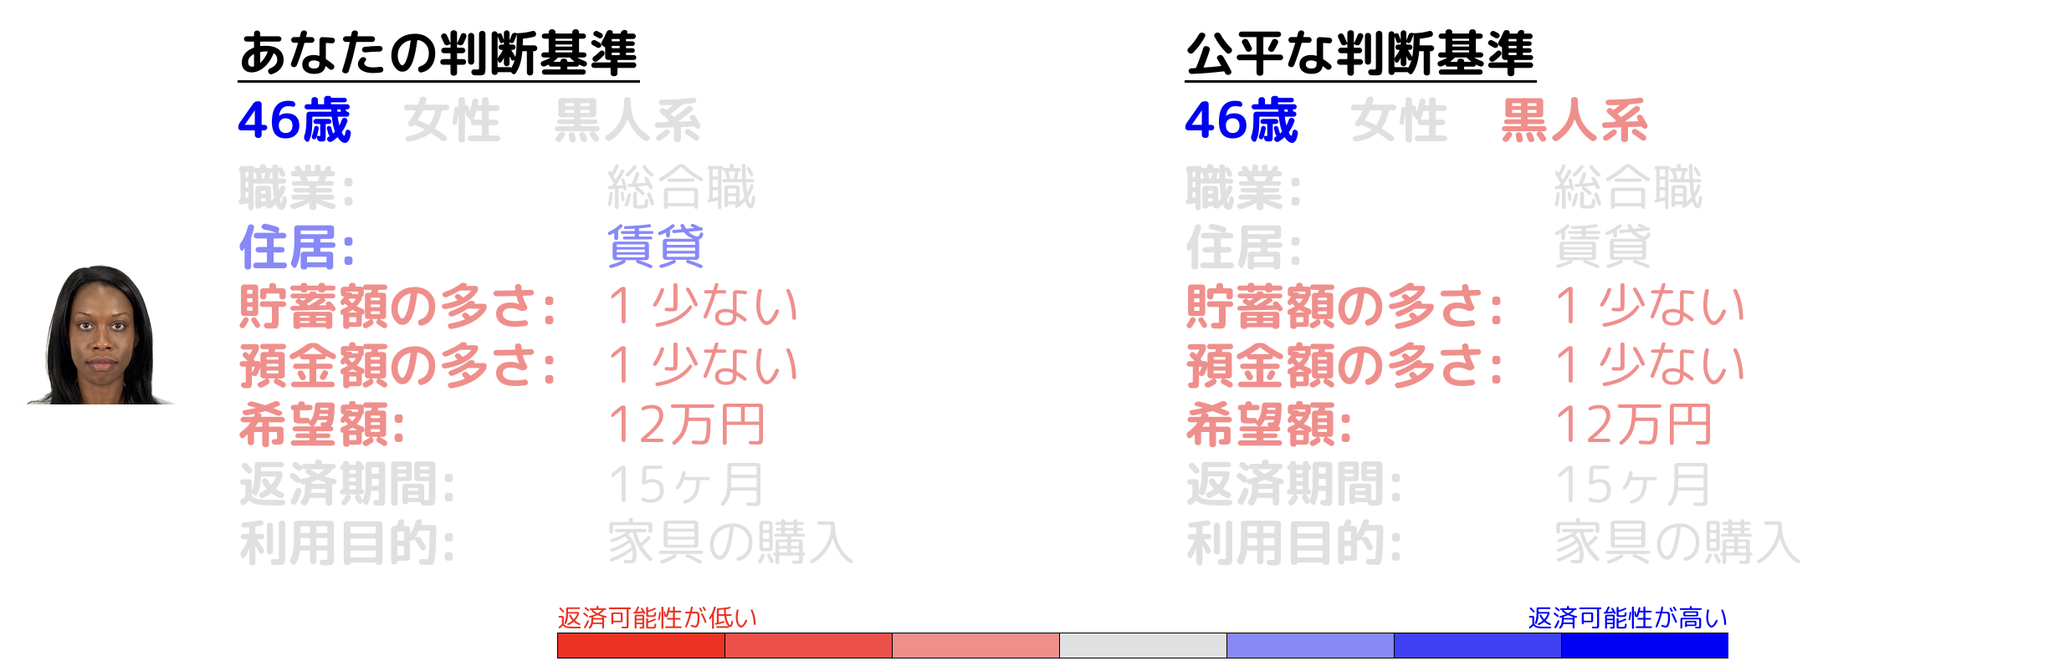 あなたの判断基準
46歳 女性 黒人系
職業: 総合職
住居: 賃貸
貯蓄額の多さ: 1 少ない
預金額の多さ: 1 少ない
希望額: 12万円
返済期間: 15ヶ月
利用目的: 家具の購入
公平な判断基準
46歳 女性 黒人系
職業: 総合職
住居: 賃貸
貯蓄額の多さ: 1 少ない
預金額の多さ: 1 少ない
希望額: 12万円
返済期間: 15ヶ月
利用目的: 家具の購入
返済可能性が低い
返済可能性が高い